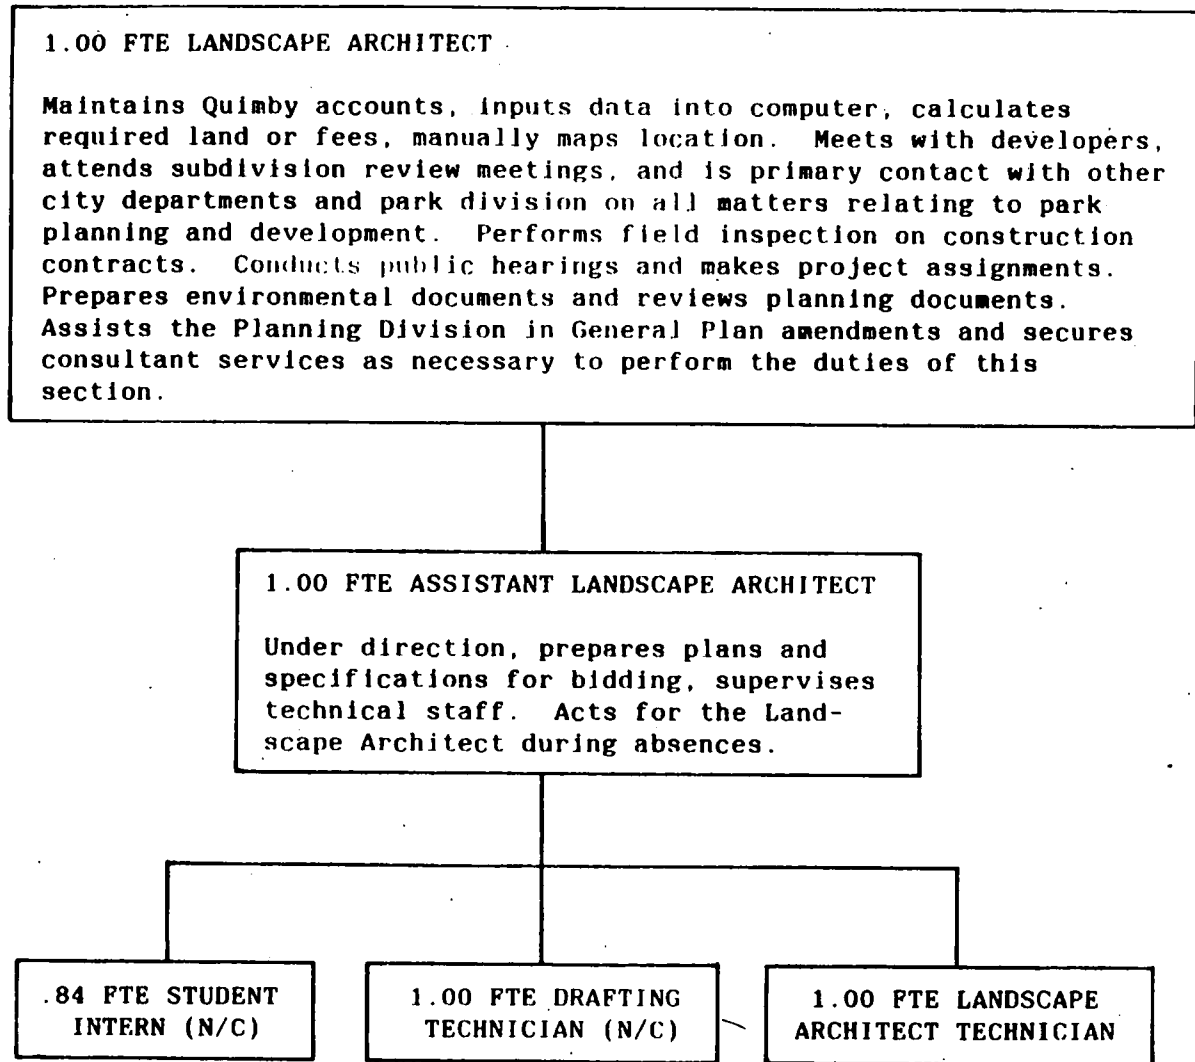 1.00 FTE LANDSCAPE ARCHITECT
Maintains Quimby accounts, inputs data into computer, calculates
required land or fees, manually maps location. Meets with developers,
attends subdivision review meetings, and is primary contact with other
city departments and park division on all matters relating to park
planning and development. Performs field inspection on construction
contracts. Conducts public hearings and makes project assignments.
Prepares environmental documents and reviews planning documents.
Assists the Planning Division in General Plan amendments and secures
consultant services as necessary to perform the duties of this
section.
1.00 FTE ASSISTANT LANDSCAPE ARCHITECT
Under direction, prepares plans and
specifications for bidding, supervises
technical staff. Acts for the Land-
scape Architect during absences.
.84 FTE STUDENT
INTERN (N/C)
1.00 FTE DRAFTING
TECHNICIAN (N/C)
1.00 FTE LANDSCAPE
ARCHITECT TECHNICIAN